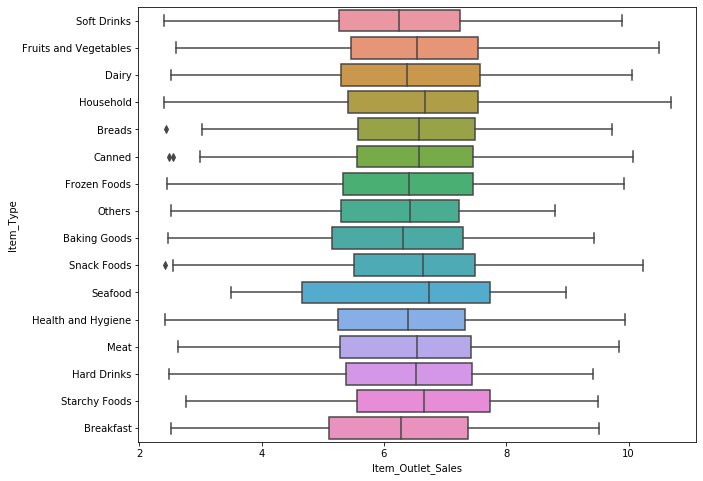 Soft Drinks
Fruits and Vegetables
Dairy
Household
Breads
Canned
Frozen Foods
Others
Baking Goods
Snack Foods
Seafood
Health and Hygiene
Meat
Hard Drinks
Starchy Foods
Breakfast
Item_Type
2 4 6 8 10
Item_Outlet_Sales